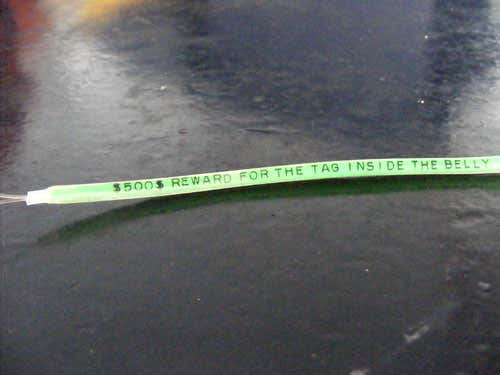 $500$ REWARD FOR THE TAG INSIDE THE BELLY